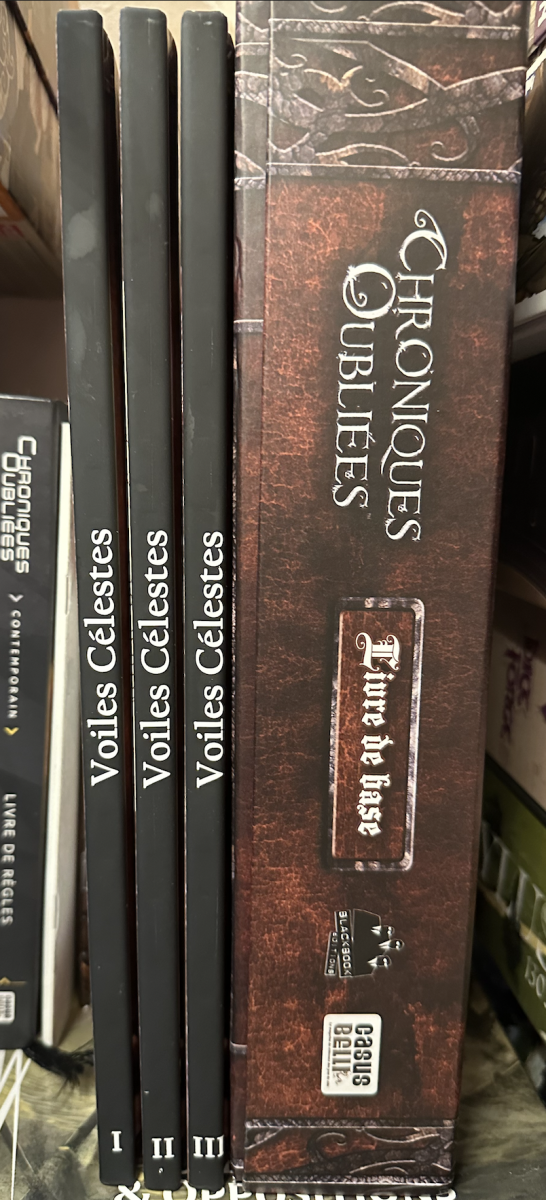 CHRONIQUES
OUBLIÉES
CONTEMPORAIN
LIVRE DE RÈGLES
Voiles Célestes
I
Voiles Célestes
II
Voiles Célestes
III
CHRONIQUES
OUBLIÉES
Livre de base
BLACK BOOK
EDITIONS
CASUS
BELLI